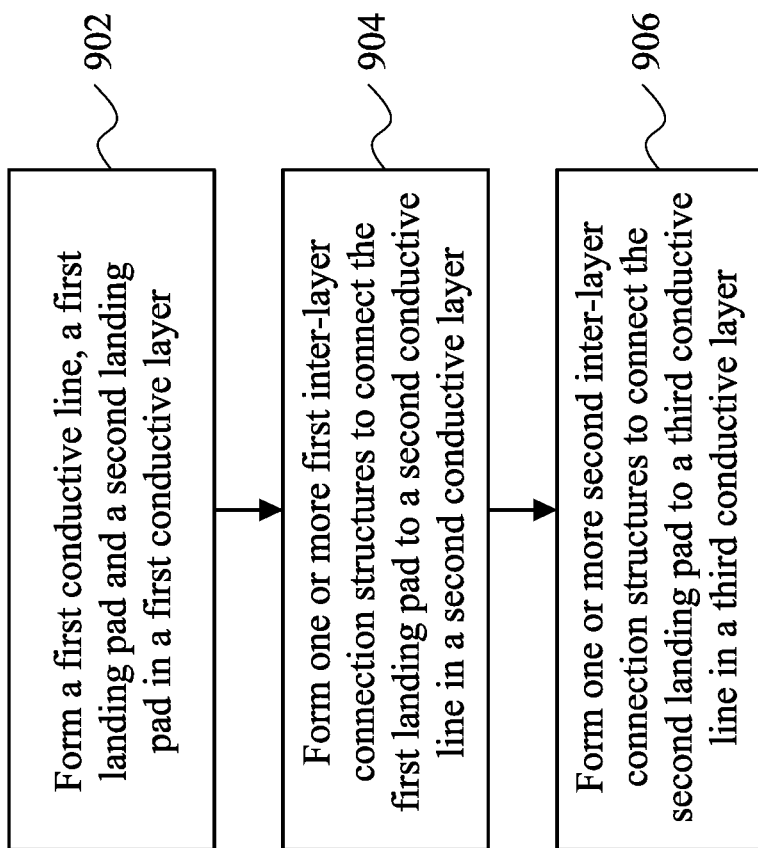 Form a first conductive line, a first
landing pad and a second landing
pad in a first conductive layer
902
Form one or more first inter-layer
connection structures to connect the
first landing pad to a second conductive
line in a second conductive layer
904
Form one or more second inter-layer
connection structures to connect the
second landing pad to a third conductive
line in a third conductive layer
906